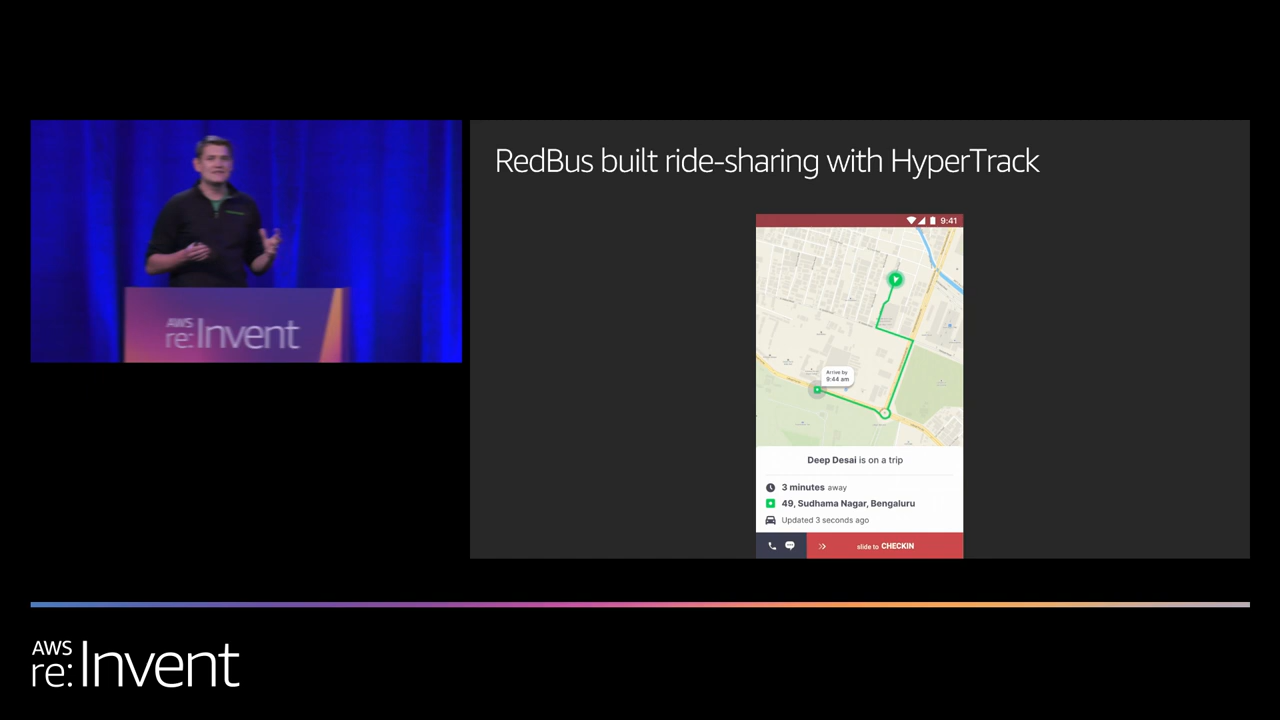 RedBus built ride-sharing with HyperTrack
9:41
Arrive by
9:44 am
Deep Desai is on a trip
3 minutes away
49, Sudhama Nagar, Bengaluru
Updated 3 seconds ago
slide to CHECKIN
AWS
re:Invent
AWS
re:Invent